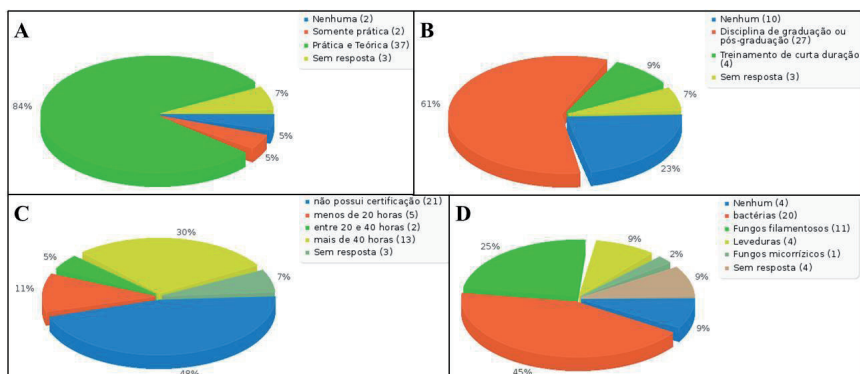 A
Nenhuma (2)
Somente prática (2)
Prática e Teórica (37)
Sem resposta (3)
84%
7%
5%
5%
B
Nenhum (10)
Disciplina de graduação ou
pós-graduação (27)
Treinamento de curta duração
(4)
Sem resposta (3)
9%
7%
61%
23%
C
não possui certificação (21)
menos de 20 horas (5)
entre 20 e 40 horas (2)
mais de 40 horas (13)
Sem resposta (3)
30%
5%
7%
11%
48%
D
Nenhum (4)
bactérias (20)
Fungos filamentosos (11)
Leveduras (4)
Fungos micorrízicos (1)
Sem resposta (4)
25%
9%
2%
9%
9%
45%